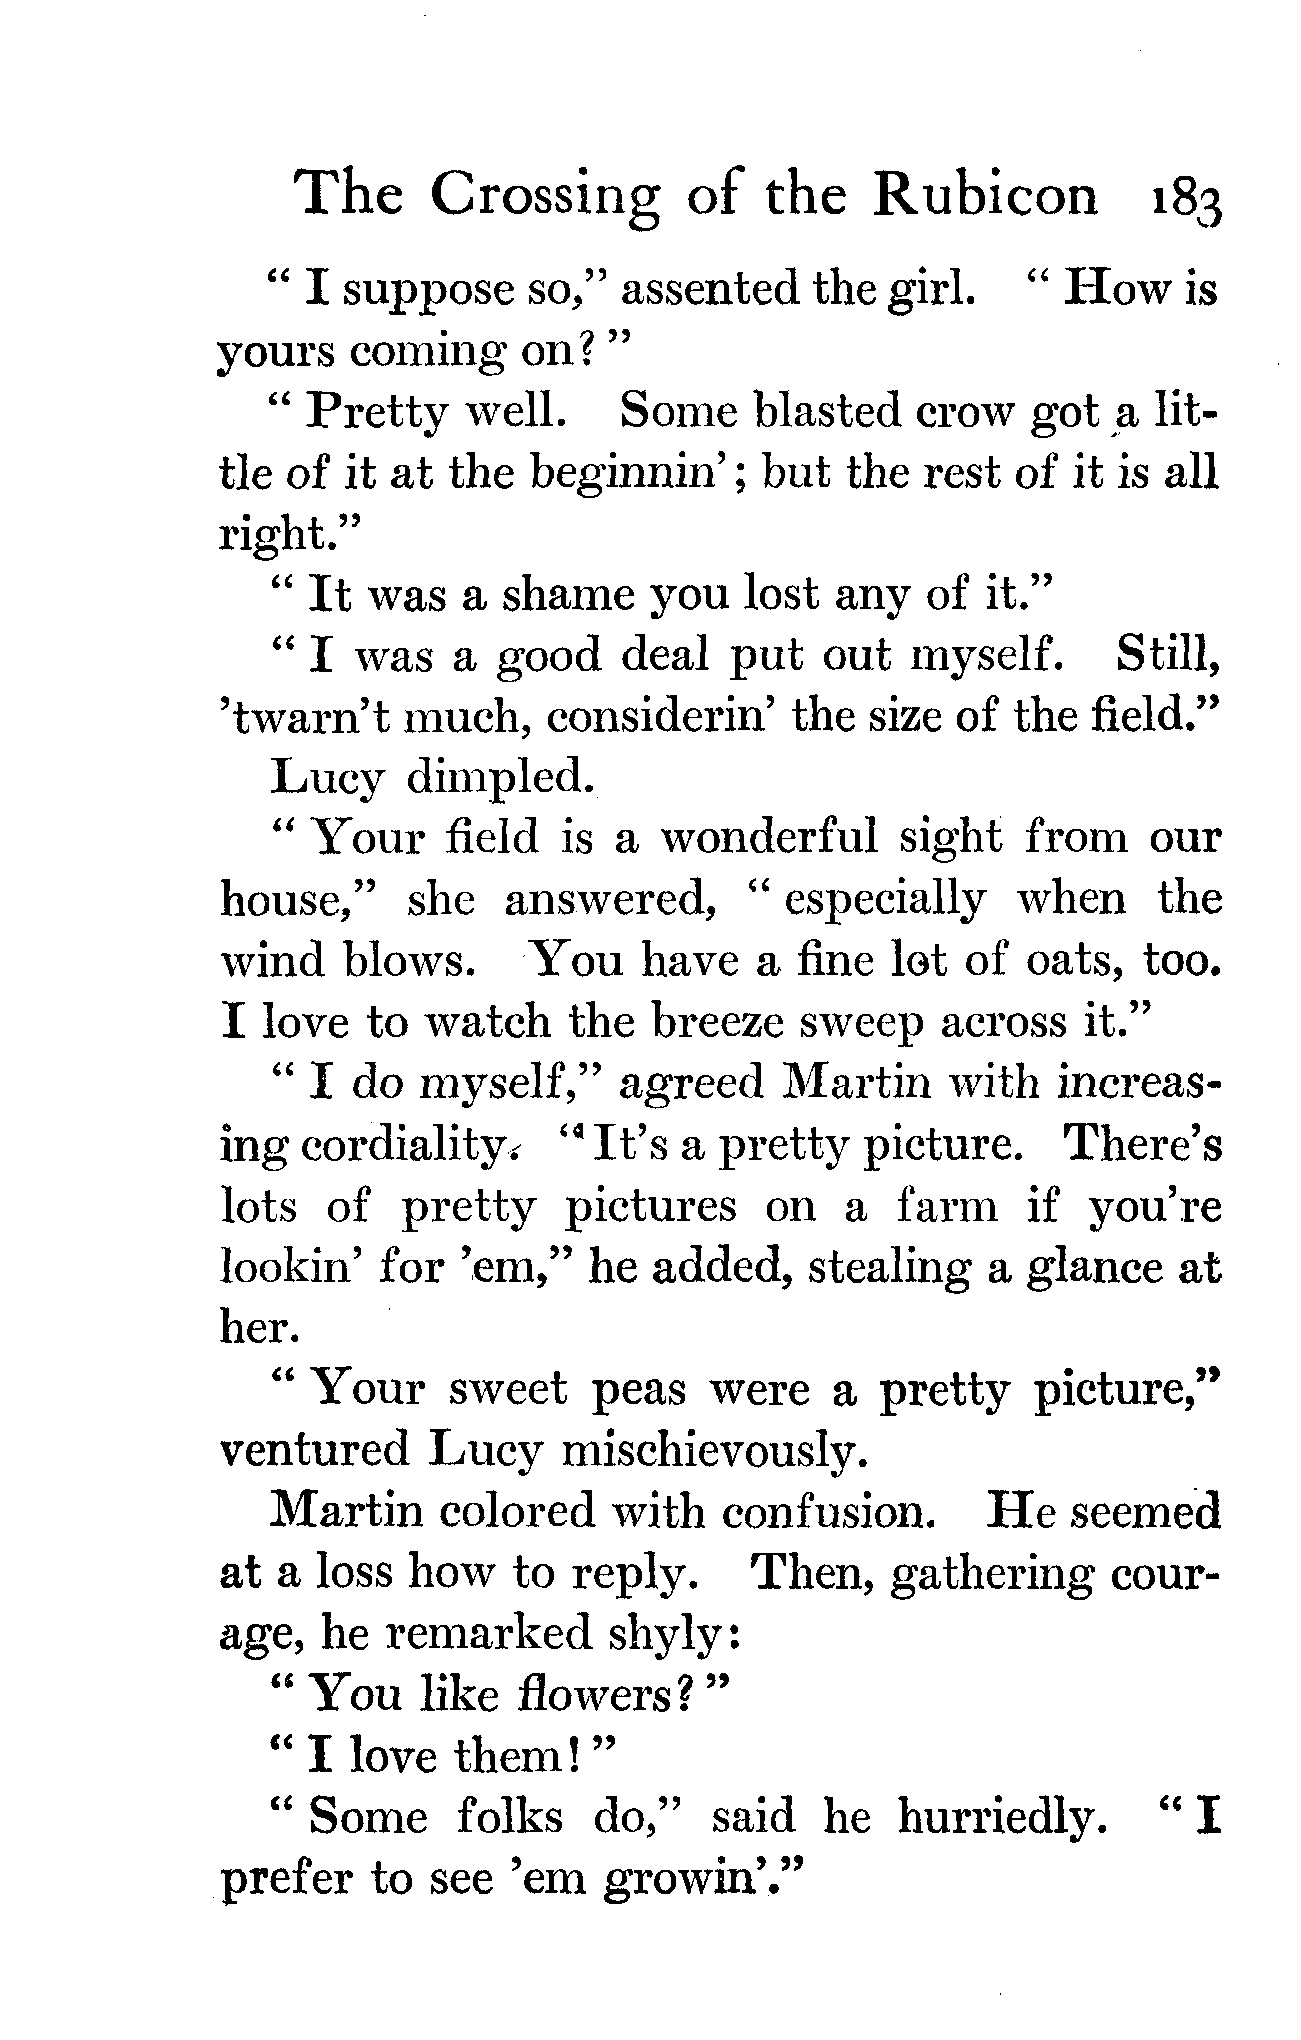 The Crossing of the Rubicon 183
" I suppose so," assented the girl. " How is
yours coming on? "
" Pretty well. Some blasted crow got a lit-
tle of it at the beginnin'; but the rest of it is all
right."
" It was a shame you lost any of it."
" I was a good deal put out myself. Still,
'twarn't much, considerin' the size of the field."
Lucy dimpled.
" Your field is a wonderful sight from our
house," she answered, " especially when the
wind blows. You have a fine lot of oats, too.
I love to watch the breeze sweep across it."
" I do myself," agreed Martin with increas-
ing cordiality. " It's a pretty picture. There's
lots of pretty pictures on a farm if you're
lookin' for 'em," he added, stealing a glance at
her.
" Your sweet peas were a pretty picture,"
ventured Lucy mischievously.
Martin colored with confusion. He seemed
at a loss how to reply. Then, gathering cour-
age, he remarked shyly:
" You like flowers? "
" I love them! "
" Some folks do," said he hurriedly. " I
prefer to see 'em growin'."